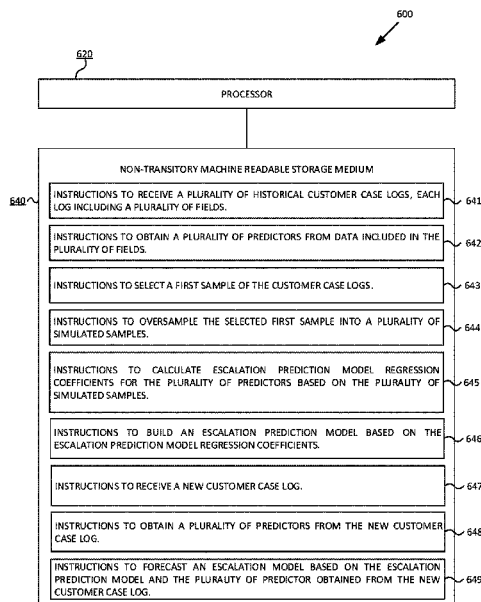 600
620
PROCESSOR
NON-TRANSITORY MACHINE READABLE STORAGE MEDIUM
640
INSTRUCTIONS TO RECEIVE A PLURALITY OF HISTORICAL CUSTOMER CASE LOGS, EACH
LOG INCLUDING A PLURALITY OF FIELDS.
641
INSTRUCTIONS TO OBTAIN A PLURALITY OF PREDICTORS FROM DATA INCLUDED IN THE
PLURALITY OF FIELDS.
642
INSTRUCTIONS TO SELECT A FIRST SAMPLE OF THE CUSTOMER CASE LOGS.
643
INSTRUCTIONS TO OVERSAMPLE THE SELECTED FIRST SAMPLE INTO A PLURALITY OF
SIMULATED SAMPLES.
644
INSTRUCTIONS TO CALCULATE ESCALATION PREDICTION MODEL REGRESSION
COEFFICIENTS FOR THE PLURALITY OF PREDICTORS BASED ON THE PLURALITY OF
SIMULATED SAMPLES.
645
INSTRUCTIONS TO BUILD AN ESCALATION PREDICTION MODEL BASED ON THE
ESCALATION PREDICTION MODEL REGRESSION COEFFICIENTS.
646
INSTRUCTIONS TO RECEIVE A NEW CUSTOMER CASE LOG.
647
INSTRUCTIONS TO OBTAIN A PLURALITY OF PREDICTORS FROM THE NEW CUSTOMER
CASE LOG.
648
INSTRUCTIONS TO FORECAST AN ESCALATION MODEL BASED ON THE ESCALATION
PREDICTION MODEL AND THE PLURALITY OF PREDICTOR OBTAINED FROM THE NEW
CUSTOMER CASE LOG.
649